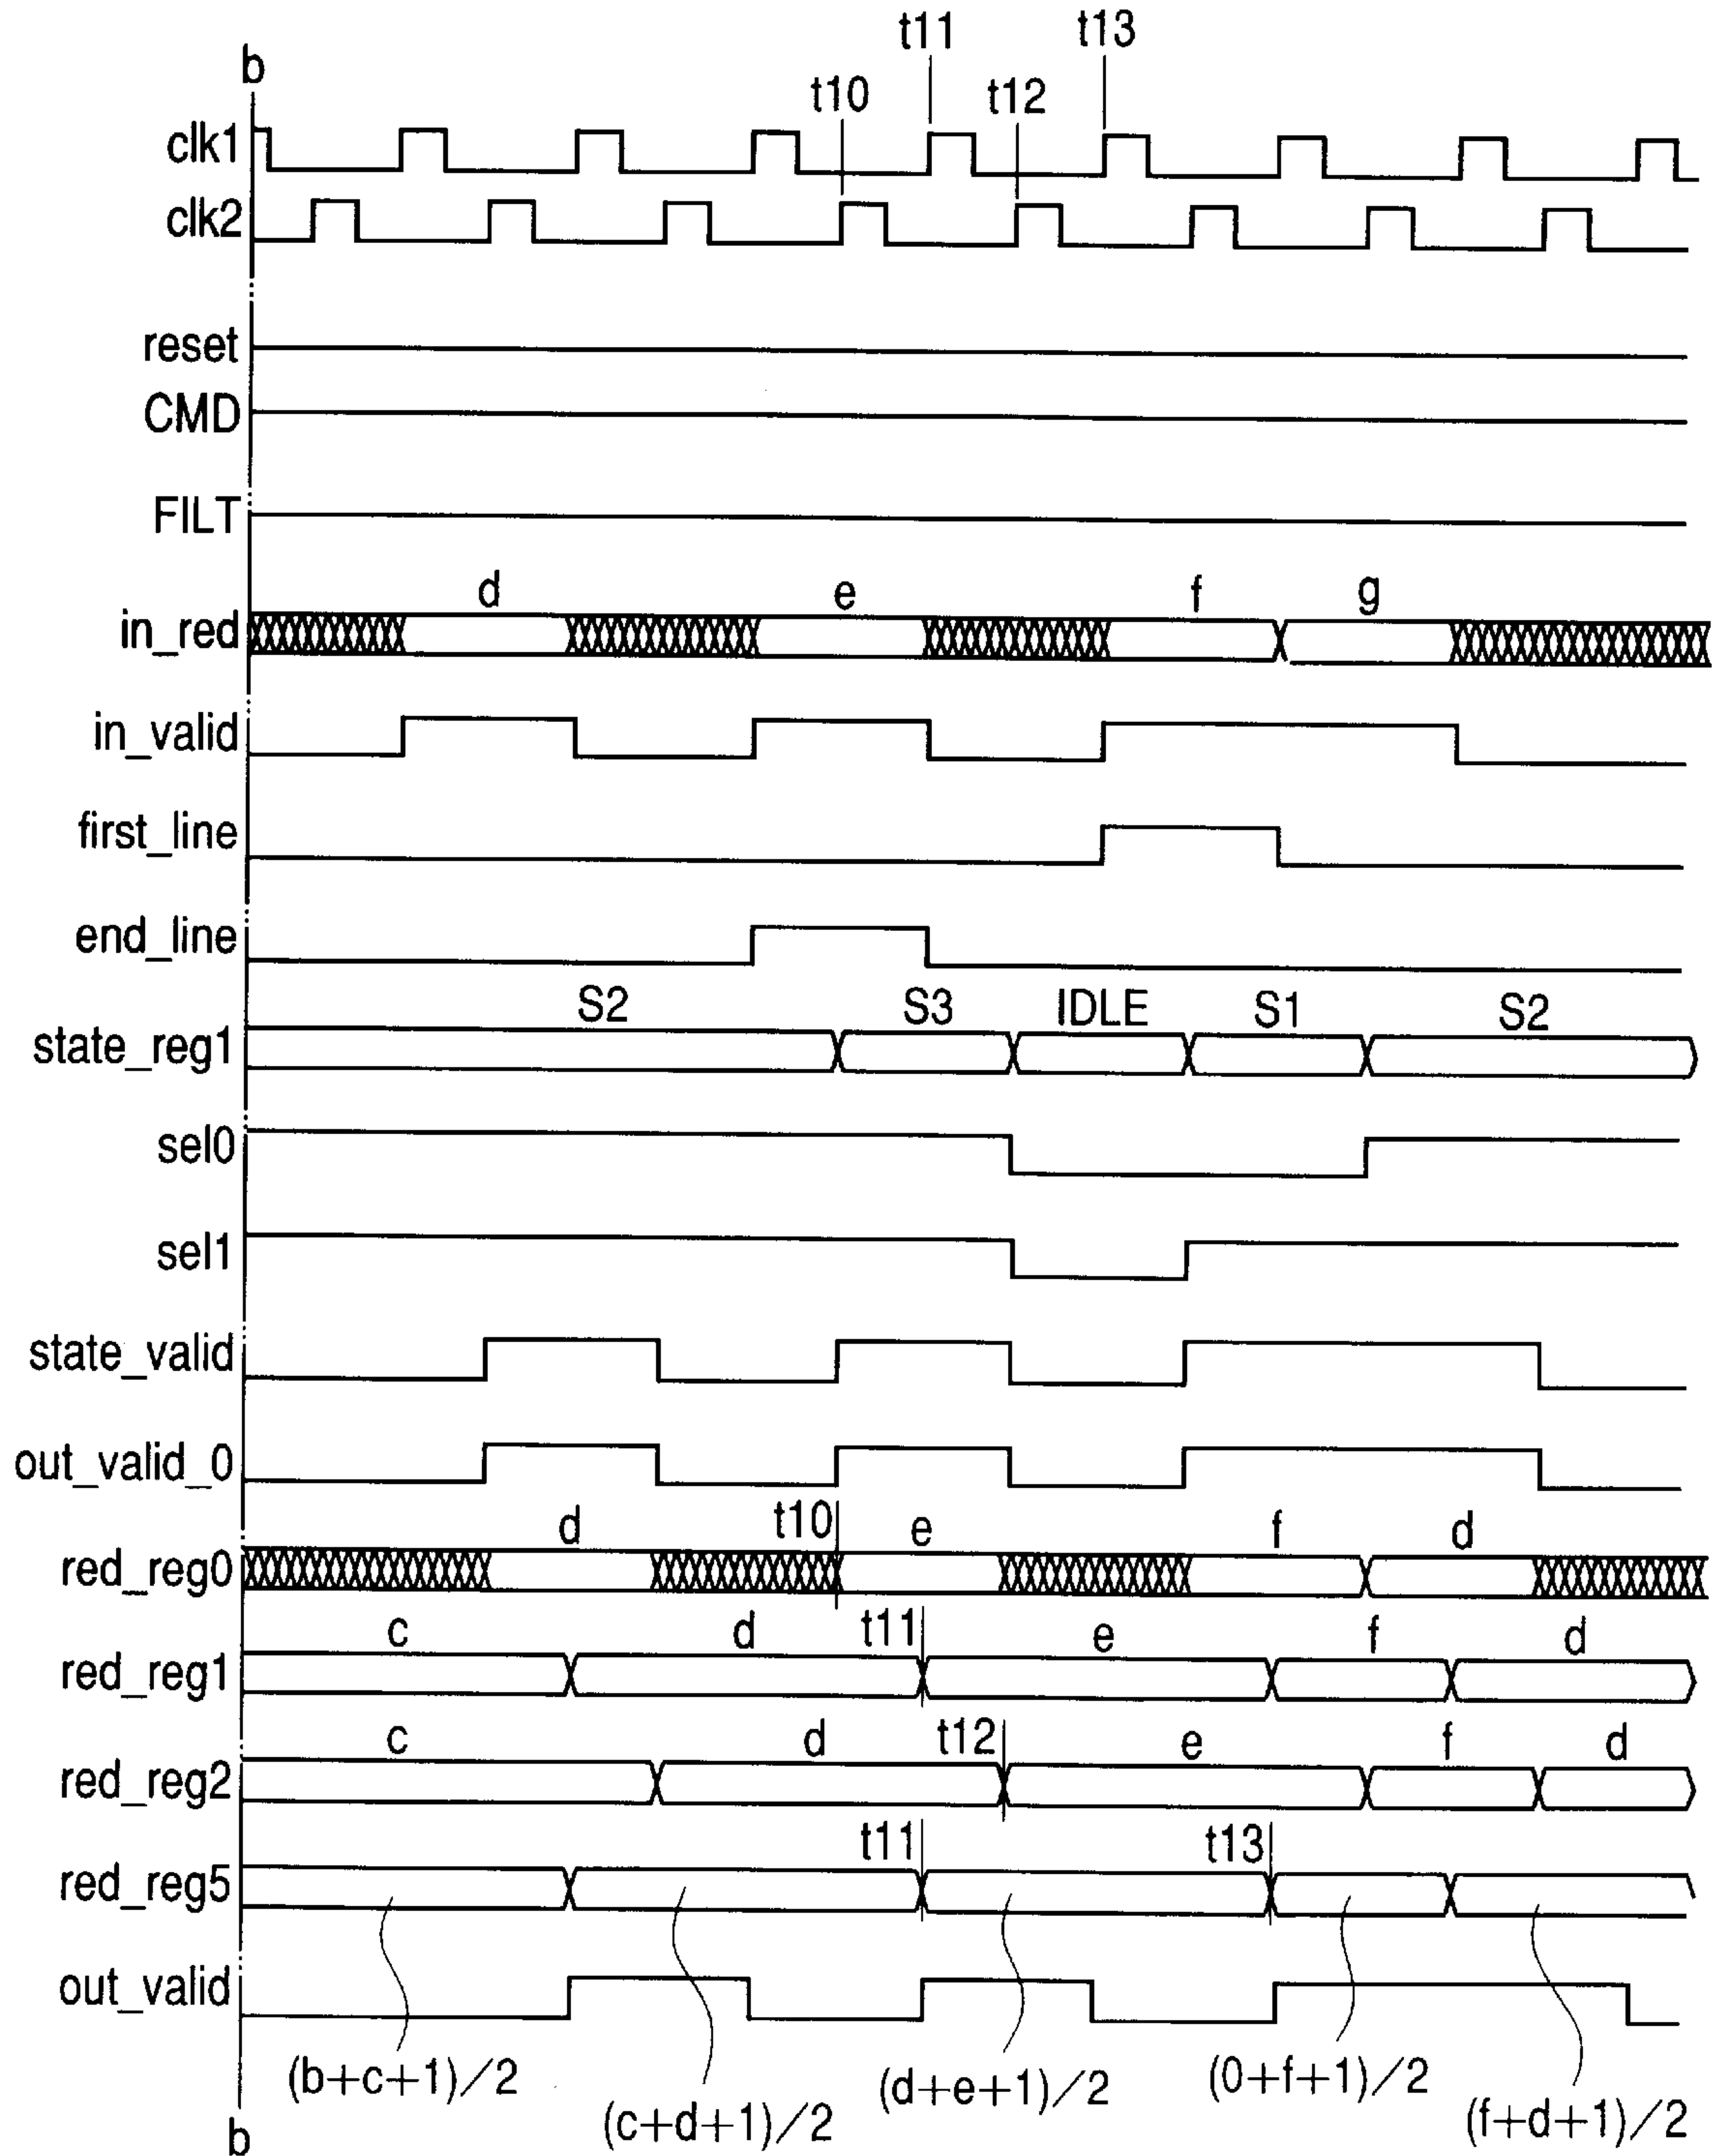 t11 t13
b
t10 t12
clk1
clk2
reset
CMD
FILT
d e f g
in_red
in_valid
first_line
end_line
S2 S3 IDLE S1 S2
state_reg1
sel0
sel1
state_valid
out_valid_0
d t10 e f d
red_reg0
c d t11 e f d
red_reg1
c d t12 e f d
red_reg2
t11 t13
red_reg5
out_valid
(b+c+1)/2 (c+d+1)/2 (d+e+1)/2 (0+f+1)/2 (f+d+1)/2
b